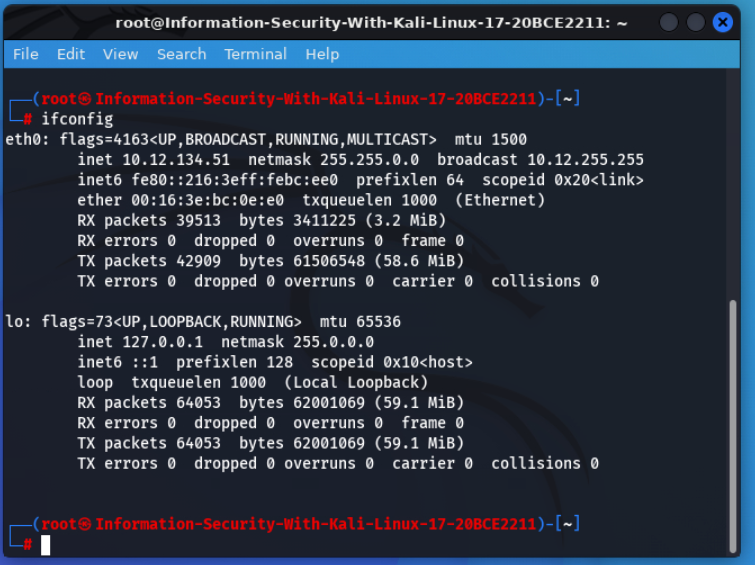 root@Information-Security-With-Kali-Linux-17-20BCE2211: ~
File Edit View Search Terminal Help
┌──(root㉿Information-Security-With-Kali-Linux-17-20BCE2211)-[~]
└─# ifconfig
eth0: flags=4163<UP,BROADCAST,RUNNING,MULTICAST>  mtu 1500
        inet 10.12.134.51  netmask 255.255.0.0  broadcast 10.12.255.255
        inet6 fe80::216:3eff:febc:ee0  prefixlen 64  scopeid 0x20<link>
        ether 00:16:3e:bc:0e:e0  txqueuelen 1000  (Ethernet)
        RX packets 39513  bytes 3411225 (3.2 MiB)
        RX errors 0  dropped 0  overruns 0  frame 0
        TX packets 42909  bytes 61506548 (58.6 MiB)
        TX errors 0  dropped 0 overruns 0  carrier 0  collisions 0
lo: flags=73<UP,LOOPBACK,RUNNING>  mtu 65536
        inet 127.0.0.1  netmask 255.0.0.0
        inet6 ::1  prefixlen 128  scopeid 0x10<host>
        loop  txqueuelen 1000  (Local Loopback)
        RX packets 64053  bytes 62001069 (59.1 MiB)
        RX errors 0  dropped 0  overruns 0  frame 0
        TX packets 64053  bytes 62001069 (59.1 MiB)
        TX errors 0  dropped 0 overruns 0  carrier 0  collisions 0
┌──(root㉿Information-Security-With-Kali-Linux-17-20BCE2211)-[~]
└─#